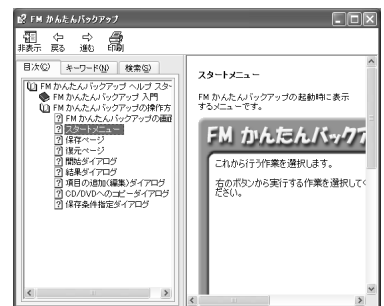 FM かんたんバックアップ
非表示 戻る 進む 印刷
目次(C) キーワード(N) 検索(S)
FM かんたんバックアップ ヘルプ スター
FM かんたんバックアップ 入門
FM かんたんバックアップの操作方
FM かんたんバックアップの画面
スタートメニュー
保存ページ
復元ページ
開始ダイアログ
結果ダイアログ
項目の追加(編集)ダイアログ
CD/DVDへのコピーダイアログ
保存条件指定ダイアログ
スタートメニュー
FM かんたんバックアップの起動時に表示
するメニューです。
FM かんたんバック
これから行う作業を選択します。
右のボタンから実行する作業を選択して
ださい。